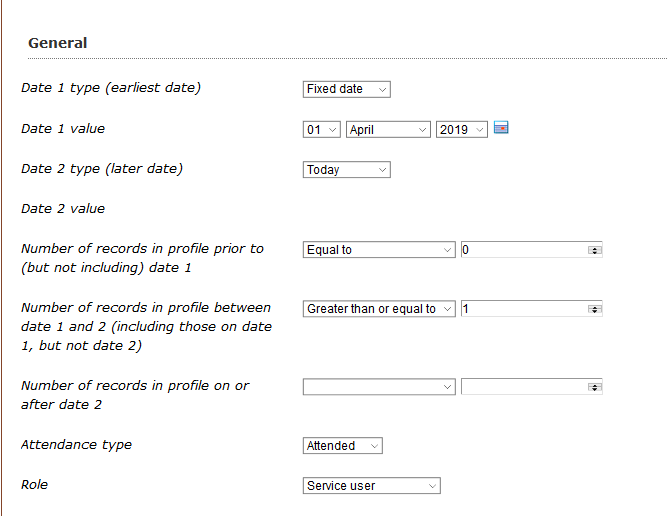 General
Date 1 type (earliest date) Fixed date
Date 1 value 01 April 2019
Date 2 type (later date) Today
Date 2 value
Number of records in profile prior to Equal to 0
(but not including) date 1
Number of records in profile between Greater than or equal to 1
date 1 and 2 (including those on date
1, but not date 2)
Number of records in profile on or
after date 2
Attendance type Attended
Role Service user